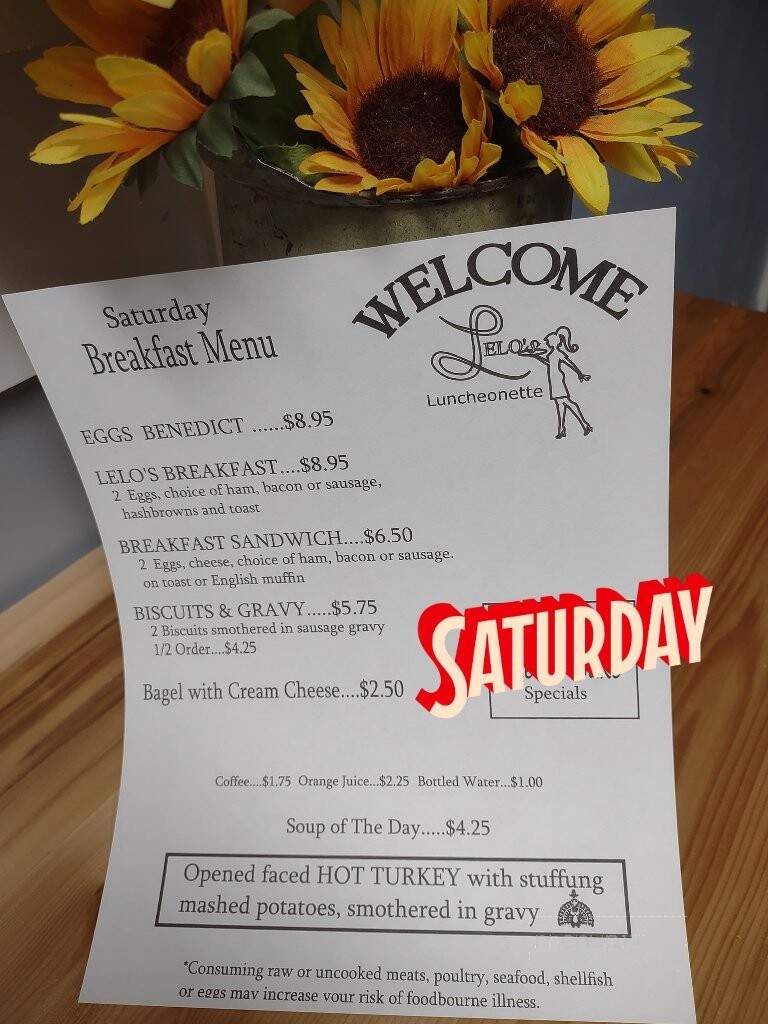 WELCOME
LELO'S
Luncheonette
Saturday
Breakfast Menu
EGGS BENEDICT ......$8.95
LELO'S BREAKFAST....$8.95
2 Eggs, choice of ham, bacon or sausage,
hashbrowns and toast
BREAKFAST SANDWICH....$6.50
2 Eggs, cheese, choice of ham, bacon or sausage.
on toast or English muffin
BISCUITS & GRAVY.....$5.75
2 Biscuits smothered in sausage gravy
1/2 Order....$4.25
SATURDAY
Specials
Bagel with Cream Cheese....$2.50
Coffee....$1.75 Orange Juice...$2.25 Bottled Water...$1.00
Soup of The Day.....$4.25
Opened faced HOT TURKEY with stuffung
mashed potatoes, smothered in gravy
*Consuming raw or uncooked meats, poultry, seafood, shellfish
or eggs may increase your risk of foodbourne illness.